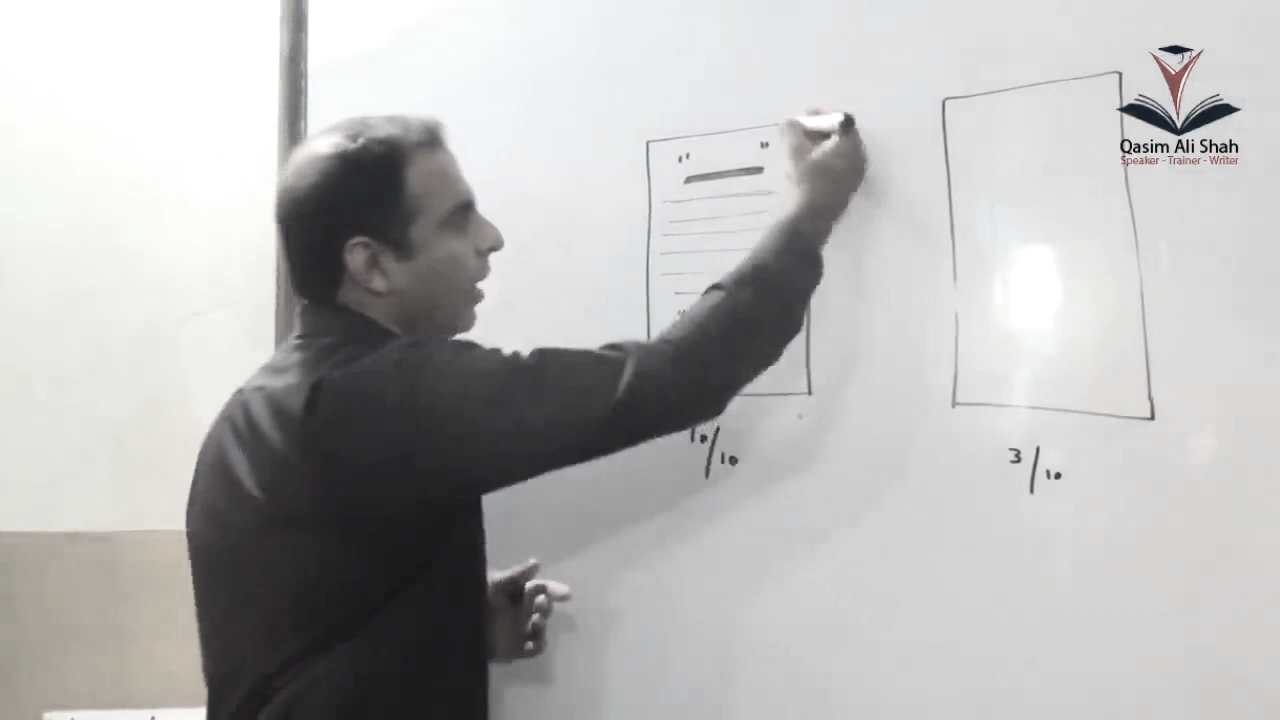 Qasim Ali Shah
Speaker - Trainer - Writer
"   "
10/10
3/10